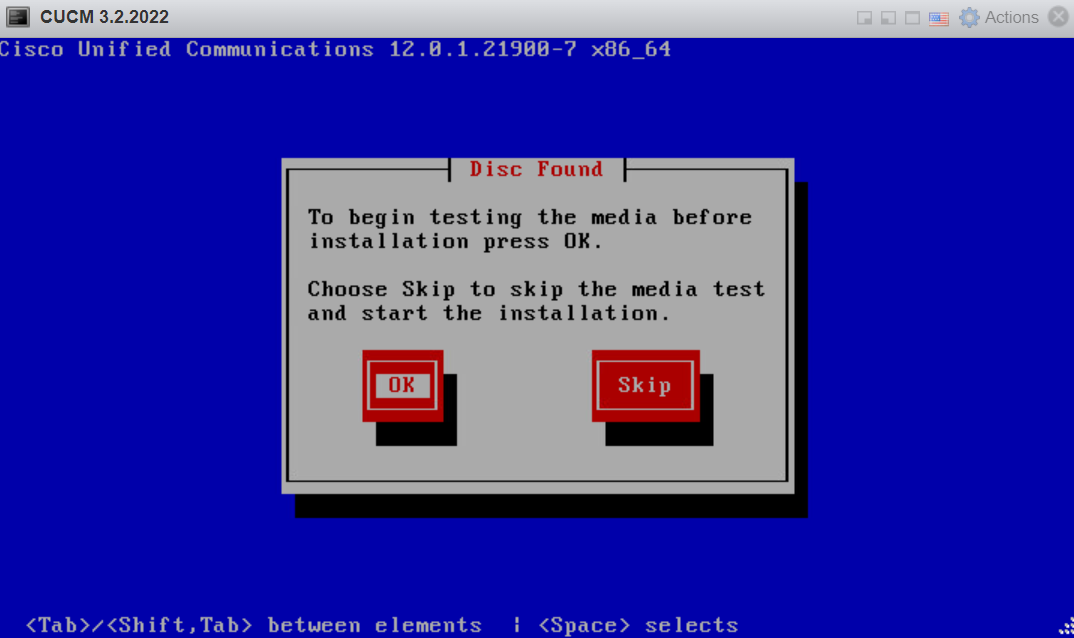 CUCM 3.2.2022
Actions
Cisco Unified Communications 12.0.1.21900-7 x86_64
Disc Found
To begin testing the media before
installation press OK.
Choose Skip to skip the media test
and start the installation.
OK
Skip
<Tab>/<Shift,Tab> between elements | <Space> selects